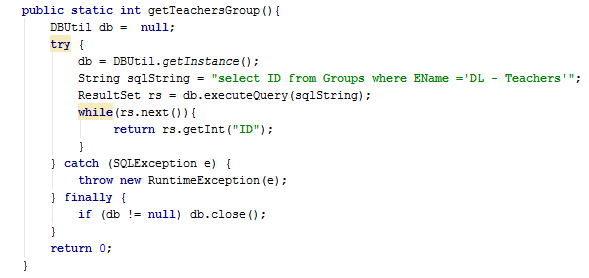 public static int getTeachersGroup(){
DBUtil db =  null;
try {
db = DBUtil.getInstance();
String sqlString = "select ID from Groups where EName ='DL - Teachers'";
ResultSet rs = db.executeQuery(sqlString);
while(rs.next()){
return rs.getInt("ID");
}
} catch (SQLException e) {
throw new RuntimeException(e);
} finally {
if (db != null) db.close();
}
return 0;
}